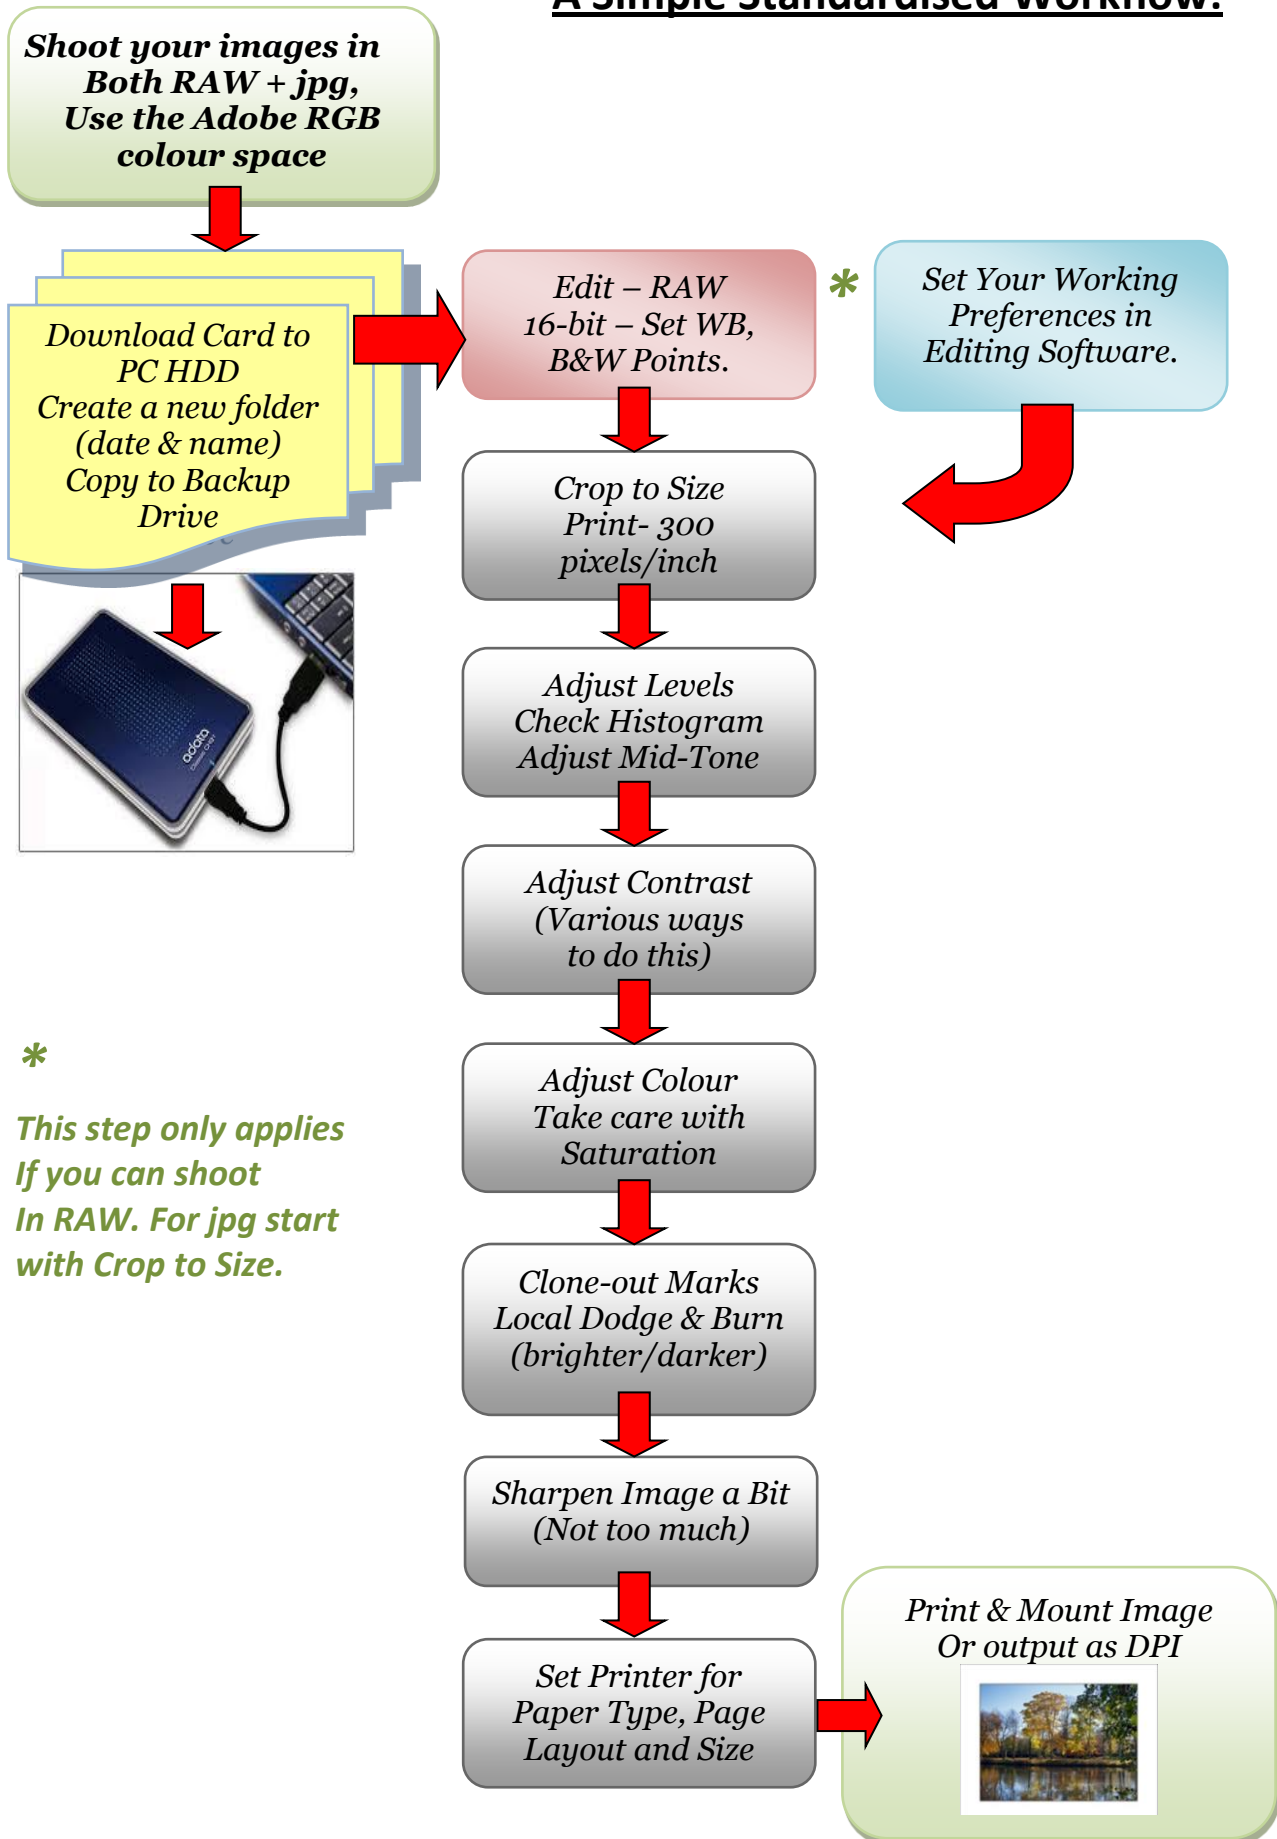 A Simple Standardised Workflow.
Shoot your images in
Both RAW + jpg,
Use the Adobe RGB
colour space
Download Card to
PC HDD
Create a new folder
(date & name)
Copy to Backup
Drive
Edit – RAW
16-bit – Set WB,
B&W Points.
*
Set Your Working
Preferences in
Editing Software.
Crop to Size
Print- 300
pixels/inch
adata
Adjust Levels
Check Histogram
Adjust Mid-Tone
Adjust Contrast
(Various ways
to do this)
*
This step only applies
If you can shoot
In RAW. For jpg start
with Crop to Size.
Adjust Colour
Take care with
Saturation
Clone-out Marks
Local Dodge & Burn
(brighter/darker)
Sharpen Image a Bit
(Not too much)
Set Printer for
Paper Type, Page
Layout and Size
Print & Mount Image
Or output as DPI